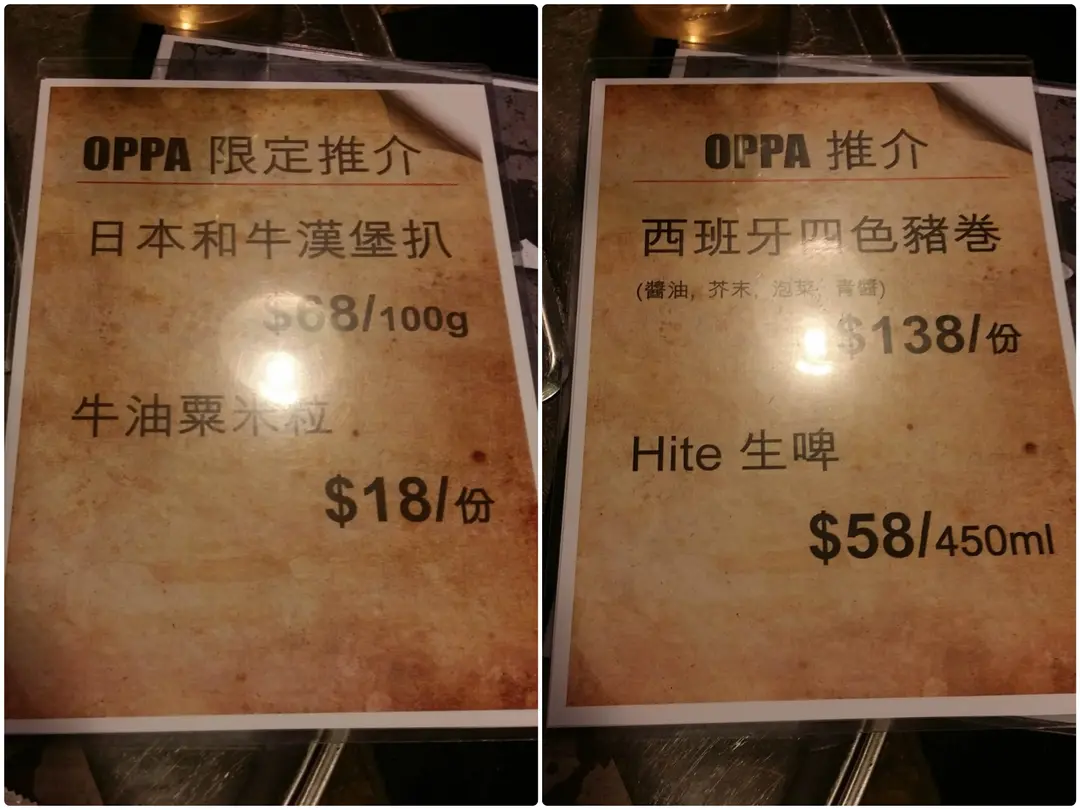 OPPA 限定推介
日本和牛漢堡扒
$68/100g
牛油粟米粒
$18/份
OPPA 推介
西班牙四色豬巻
(醬油, 芥末, 泡菜, 青醬)
$138/份
Hite 生啤
$58/450ml